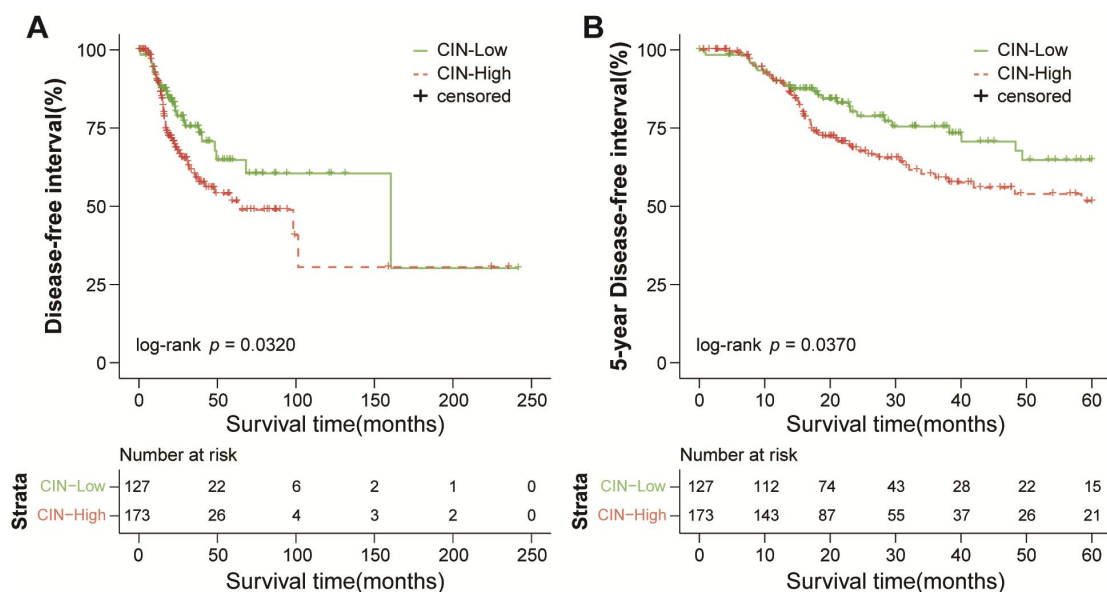 A
Disease-free interval(%)
100
75
50
25
0
CIN-Low
CIN-High
+ censored
log-rank p = 0.0320
0 50 100 150 200 250
Survival time(months)
Number at risk
Strata
CIN-Low 127 22 6 2 1 0
CIN-High 173 26 4 3 2 0
0 50 100 150 200 250
Survival time(months)
B
5-year Disease-free interval(%)
100
75
50
25
0
CIN-Low
CIN-High
+ censored
log-rank p = 0.0370
0 10 20 30 40 50 60
Survival time(months)
Number at risk
Strata
CIN-Low 127 112 74 43 28 22 15
CIN-High 173 143 87 55 37 26 21
0 10 20 30 40 50 60
Survival time(months)